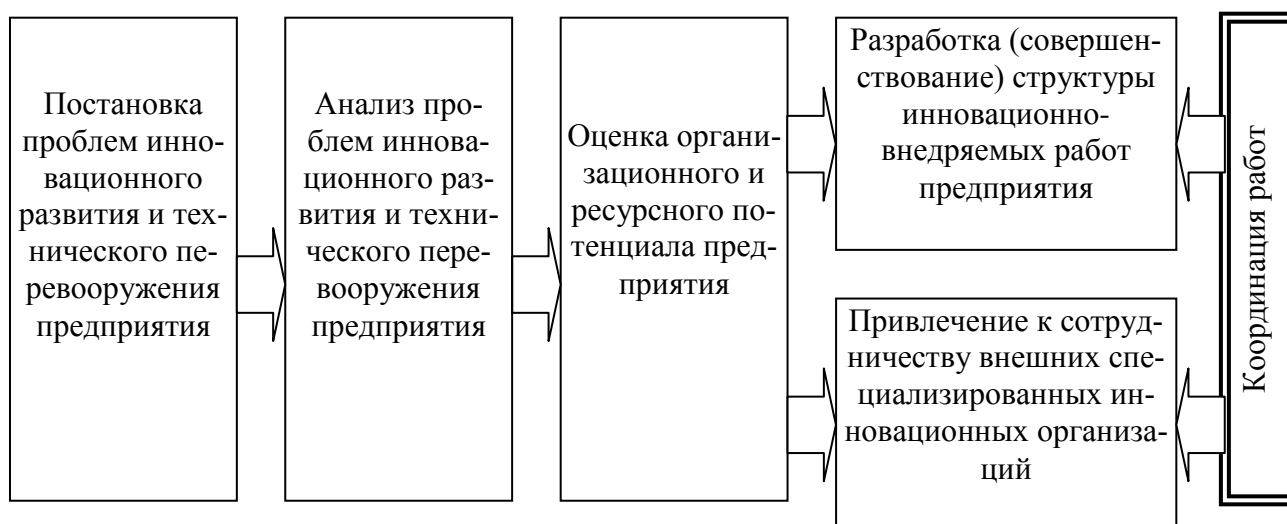 Постановка
проблем инно-
вационного
развития и тех-
нического пе-
ревооружения
предприятия
Анализ про-
блем иннова-
ционного раз-
вития и техни-
ческого пере-
вооружения
предприятия
Оценка органи-
зационного и
ресурсного по-
тенциала пред-
приятия
Разработка (совершен-
ствование) структуры
инновационно-
внедряемых работ
предприятия
Привлечение к сотруд-
ничеству внешних спе-
циализированных ин-
новационных организа-
ций
Координация работ